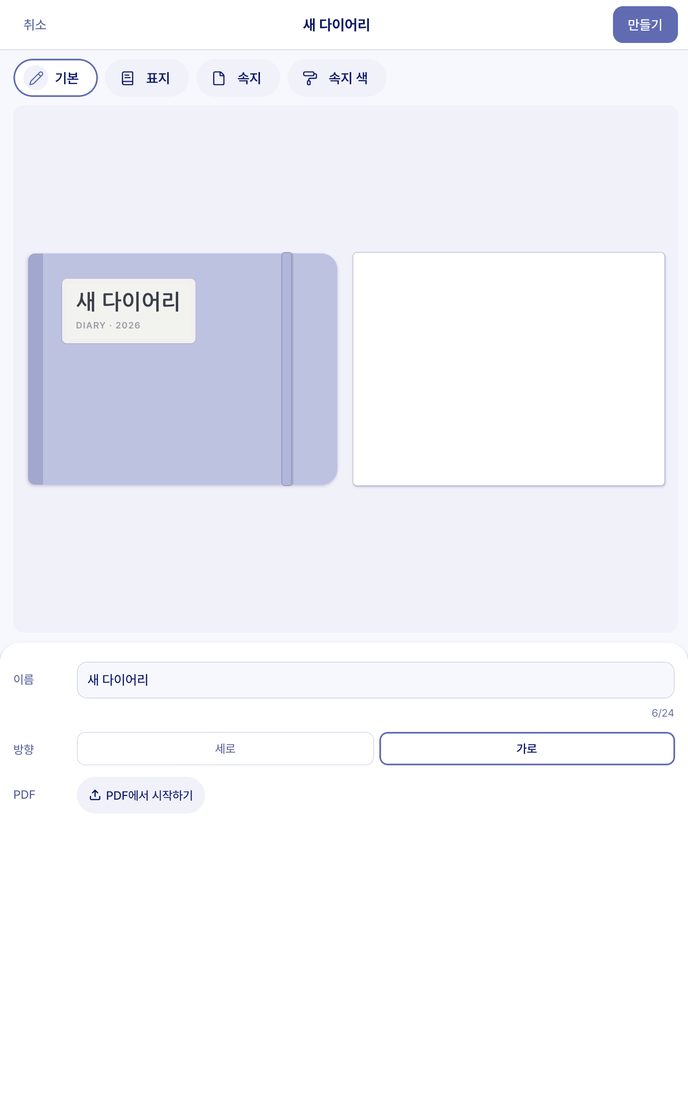 취소
새 다이어리
만들기
기본
표지
속지
속지 색
새 다이어리
DIARY · 2026
이름
새 다이어리
6/24
방향
세로
가로
PDF
PDF에서 시작하기